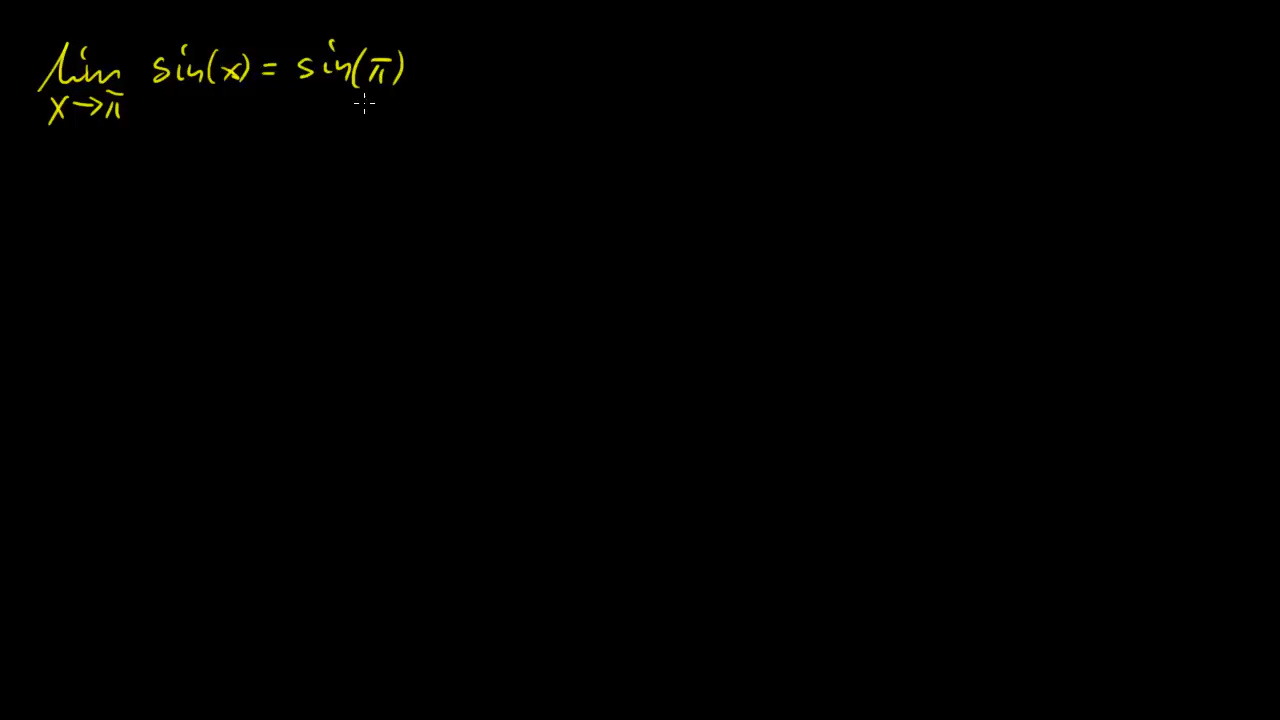 lim sin(x) = sin(π)
x→π